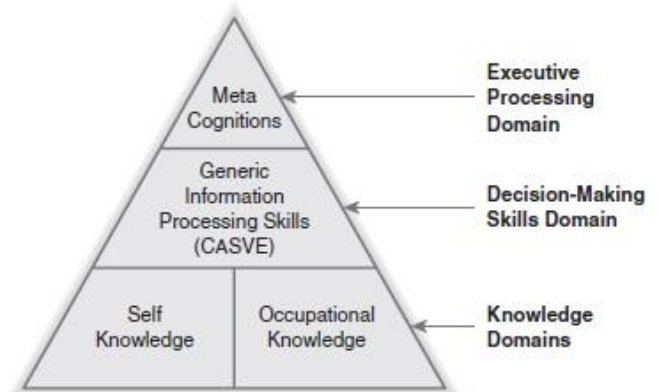 Meta
Cognitions
Executive
Processing
Domain
Generic
Information
Processing Skills
(CASVE)
Decision-Making
Skills Domain
Self
Knowledge
Occupational
Knowledge
Knowledge
Domains